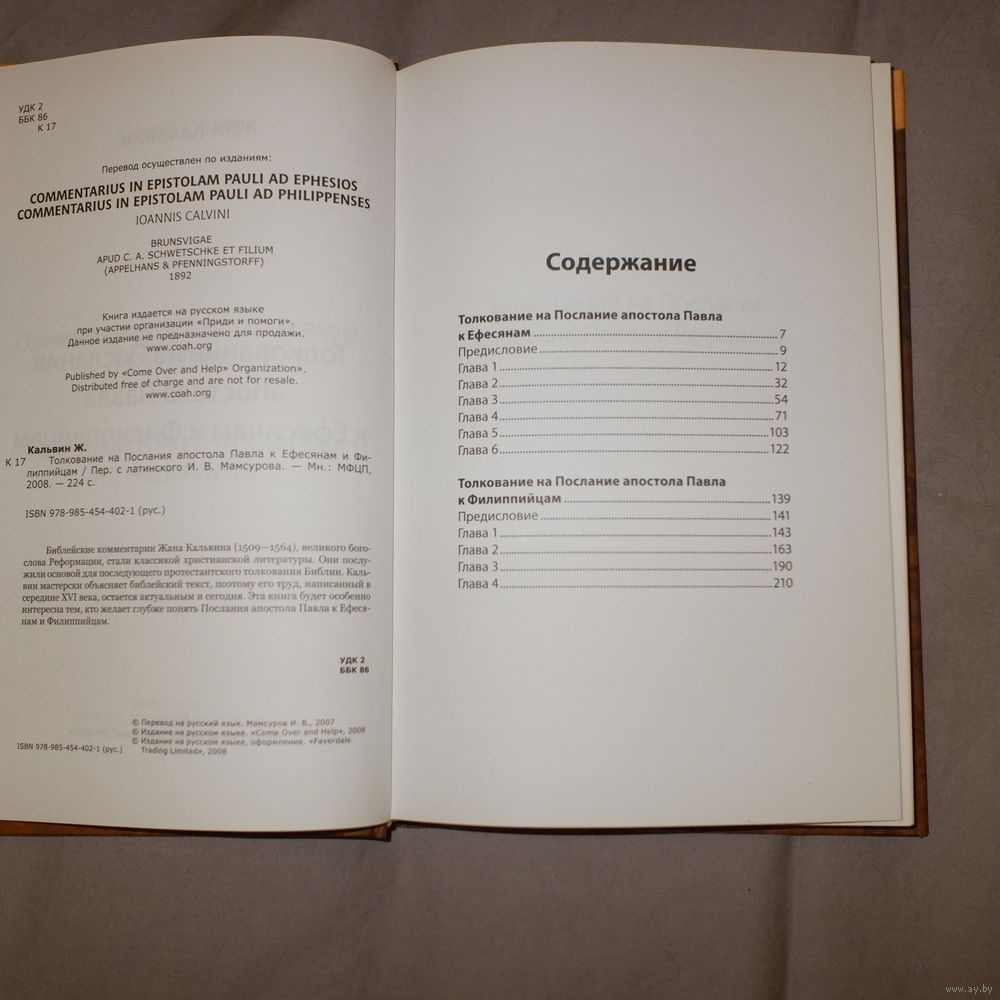 УДК 2
ББК 86
К 17
Перевод осуществлен по изданиям:
COMMENTARIUS IN EPISTOLAM PAULI AD EPHESIOS
COMMENTARIUS IN EPISTOLAM PAULI AD PHILIPPENSES
IOANNIS CALVINI
BRUNSVIGAE
APUD C. A. SCHWETSCHKE ET FILIUM
(APPELHANS & PFENNINGSTORFF)
1892
Книга издается на русском языке
при участии организации «Приди и помоги».
Данное издание не предназначено для продажи.
www.coah.org
Published by «Come Over and Help» Organization».
Distributed free of charge and are not for resale.
www.coah.org
Кальвин Ж.
К 17 Толкование на Послания апостола Павла к Ефесянам и Фи-
липпийцам / Пер. с латинского И. В. Мамсурова. — Мн.: МФЦП,
2008. — 224 с.
ISBN 978-985-454-402-1 (рус.)
Библейские комментарии Жана Кальвина (1509—1564), великого бого-
слова Реформации, стали классикой христианской литературы. Они послу-
жили основой для последующего протестантского толкования Библии. Каль-
вин мастерски объясняет библейский текст, поэтому его труд, написанный в
середине XVI века, остается актуальным и сегодня. Эта книга будет особенно
интересна тем, кто желает глубже понять Послания апостола Павла к Ефеся-
нам и Филиппийцам.
УДК 2
ББК 86
© Перевод на русский язык. Мамсуров И. В., 2007
© Издание на русском языке. «Come Over and Help», 2008
© Издание на русском языке, оформление. «Faverdale
Trading Limited», 2008
ISBN 978-985-454-402-1 (рус.)
Содержание
Толкование на Послание апостола Павла
к Ефесянам 7
Предисловие 9
Глава 1 12
Глава 2 32
Глава 3 54
Глава 4 71
Глава 5 103
Глава 6 122
Толкование на Послание апостола Павла
к Филиппийцам 139
Предисловие 141
Глава 1 143
Глава 2 163
Глава 3 190
Глава 4 210
www.ay.by